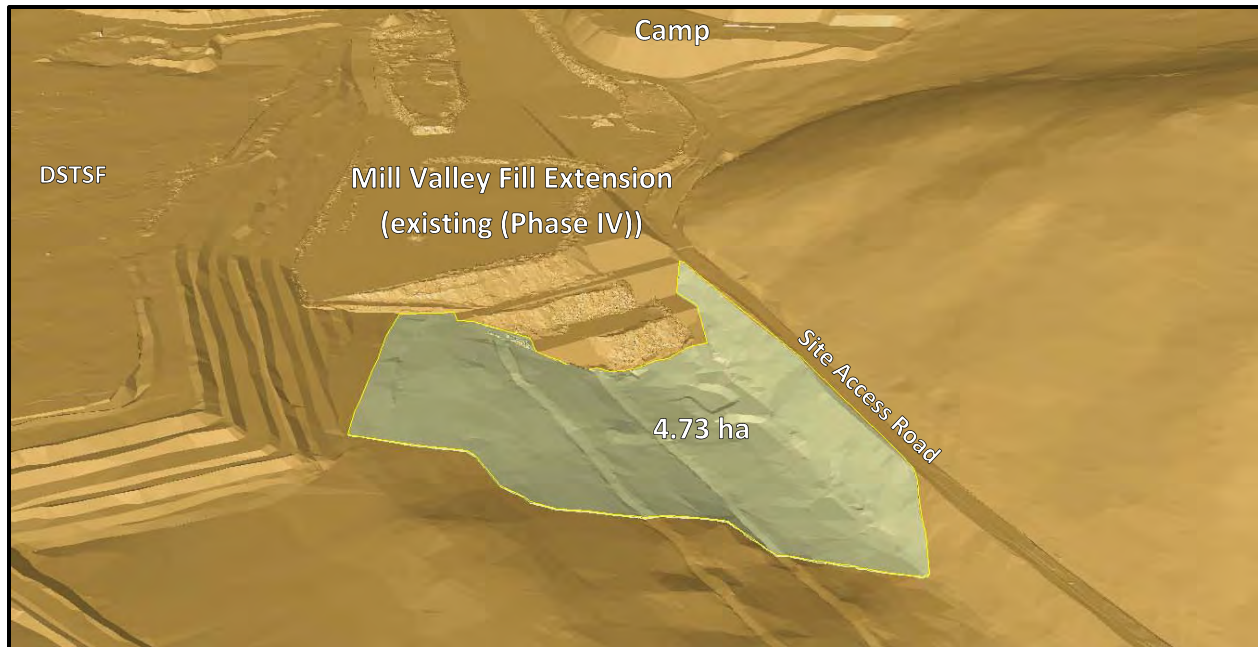 Camp
DSTSF
Mill Valley Fill Extension
(existing (Phase IV))
Site Access Road
4.73 ha